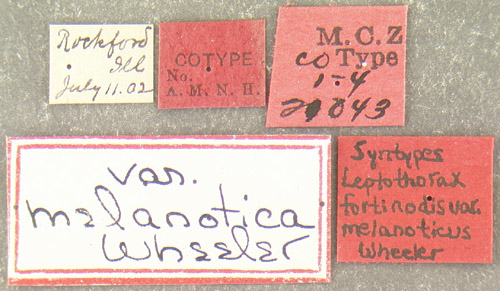 Rockford
Ill
July 11.02
COTYPE
No.
A. M. N. H.
M.C.Z
CoType
1-4
21043
var.
melanotica
Wheeler
Syntypes
Leptothorax
fortinodis var.
melanoticus
Wheeler